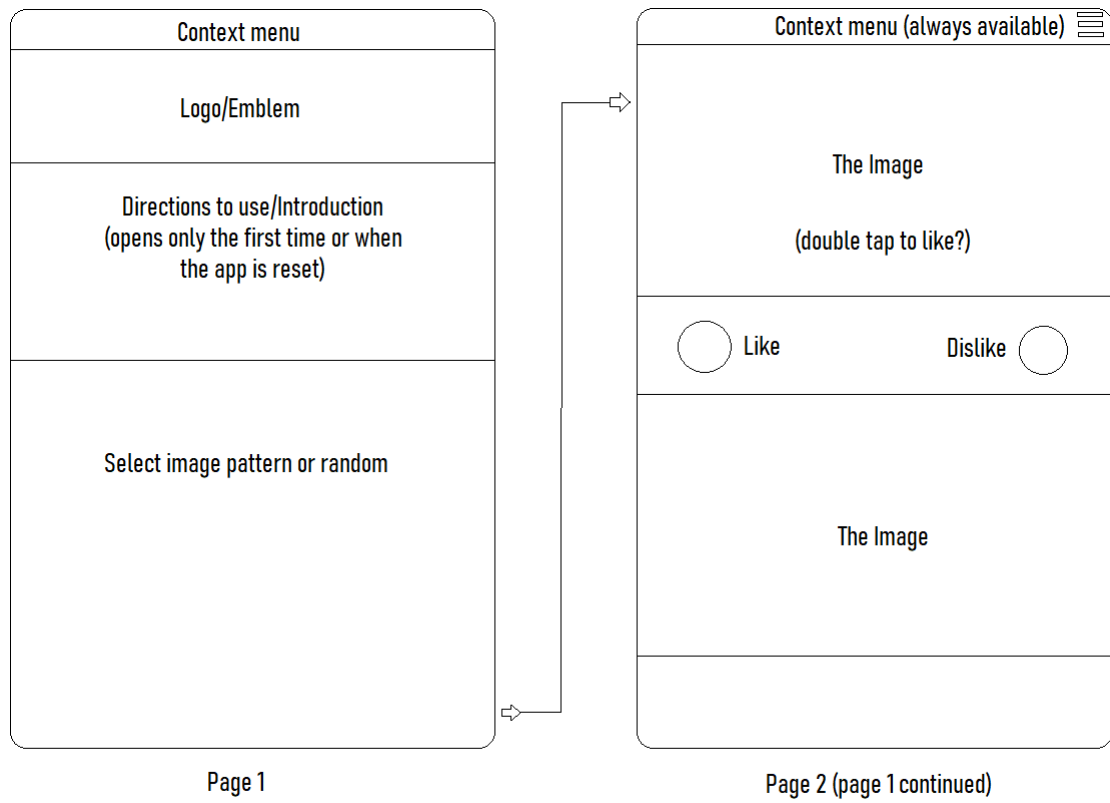 Context menu
Logo/Emblem
Directions to use/Introduction
(opens only the first time or when
the app is reset)
Select image pattern or random
Page 1
Context menu (always available)
The Image
(double tap to like?)
Like
Dislike
The Image
Page 2 (page 1 continued)